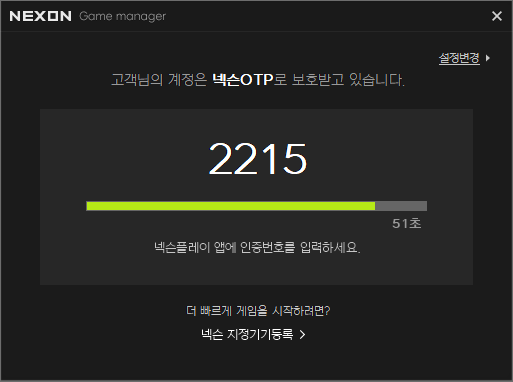 NEXON Game manager
설정변경
고객님의 계정은 넥슨OTP로 보호받고 있습니다.
2215
51초
넥슨플레이 앱에 인증번호를 입력하세요.
더 빠르게 게임을 시작하려면?
넥슨 지정기기등록 >